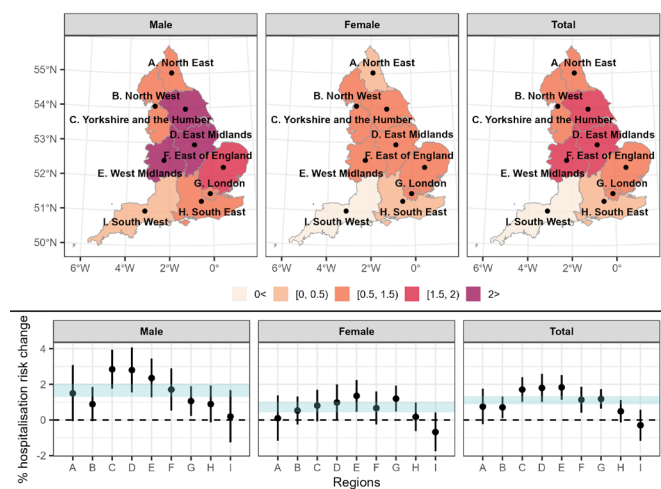 Male Female Total
55°N
54°N
53°N
52°N
51°N
50°N
A. North East
B. North West
C. Yorkshire and the Humber
D. East Midlands
F. East of England
E. West Midlands
G. London
H. South East
I. South West
A. North East
B. North West
C. Yorkshire and the Humber
D. East Midlands
F. East of England
E. West Midlands
G. London
H. South East
I. South West
A. North East
B. North West
C. Yorkshire and the Humber
D. East Midlands
F. East of England
E. West Midlands
G. London
H. South East
I. South West
6°W 4°W 2°W 0° 6°W 4°W 2°W 0° 6°W 4°W 2°W 0°
0< [0, 0.5) [0.5, 1.5) [1.5, 2) 2>
Male Female Total
% hospitalisation risk change
4
2
0
-2
A B C D E F G H I A B C D E F G H I A B C D E F G H I
Regions